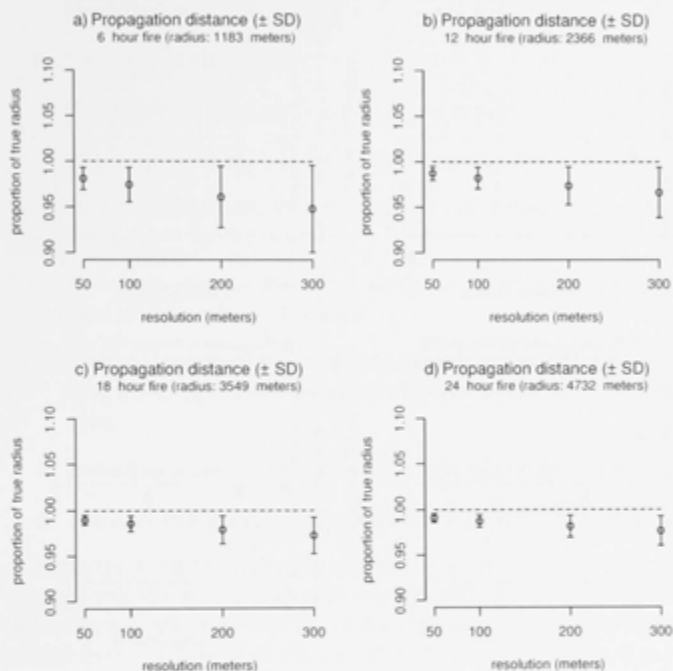 a) Propagation distance (± SD)
6 hour fire (radius: 1183 meters)
proportion of true radius
1.10
1.05
1.00
0.95
0.90
50
100
200
300
resolution (meters)
b) Propagation distance (± SD)
12 hour fire (radius: 2366 meters)
proportion of true radius
1.10
1.05
1.00
0.95
0.90
50
100
200
300
resolution (meters)
c) Propagation distance (± SD)
18 hour fire (radius: 3549 meters)
proportion of true radius
1.10
1.05
1.00
0.95
0.90
50
100
200
300
resolution (meters)
d) Propagation distance (± SD)
24 hour fire (radius: 4732 meters)
proportion of true radius
1.10
1.05
1.00
0.95
0.90
50
100
200
300
resolution (meters)